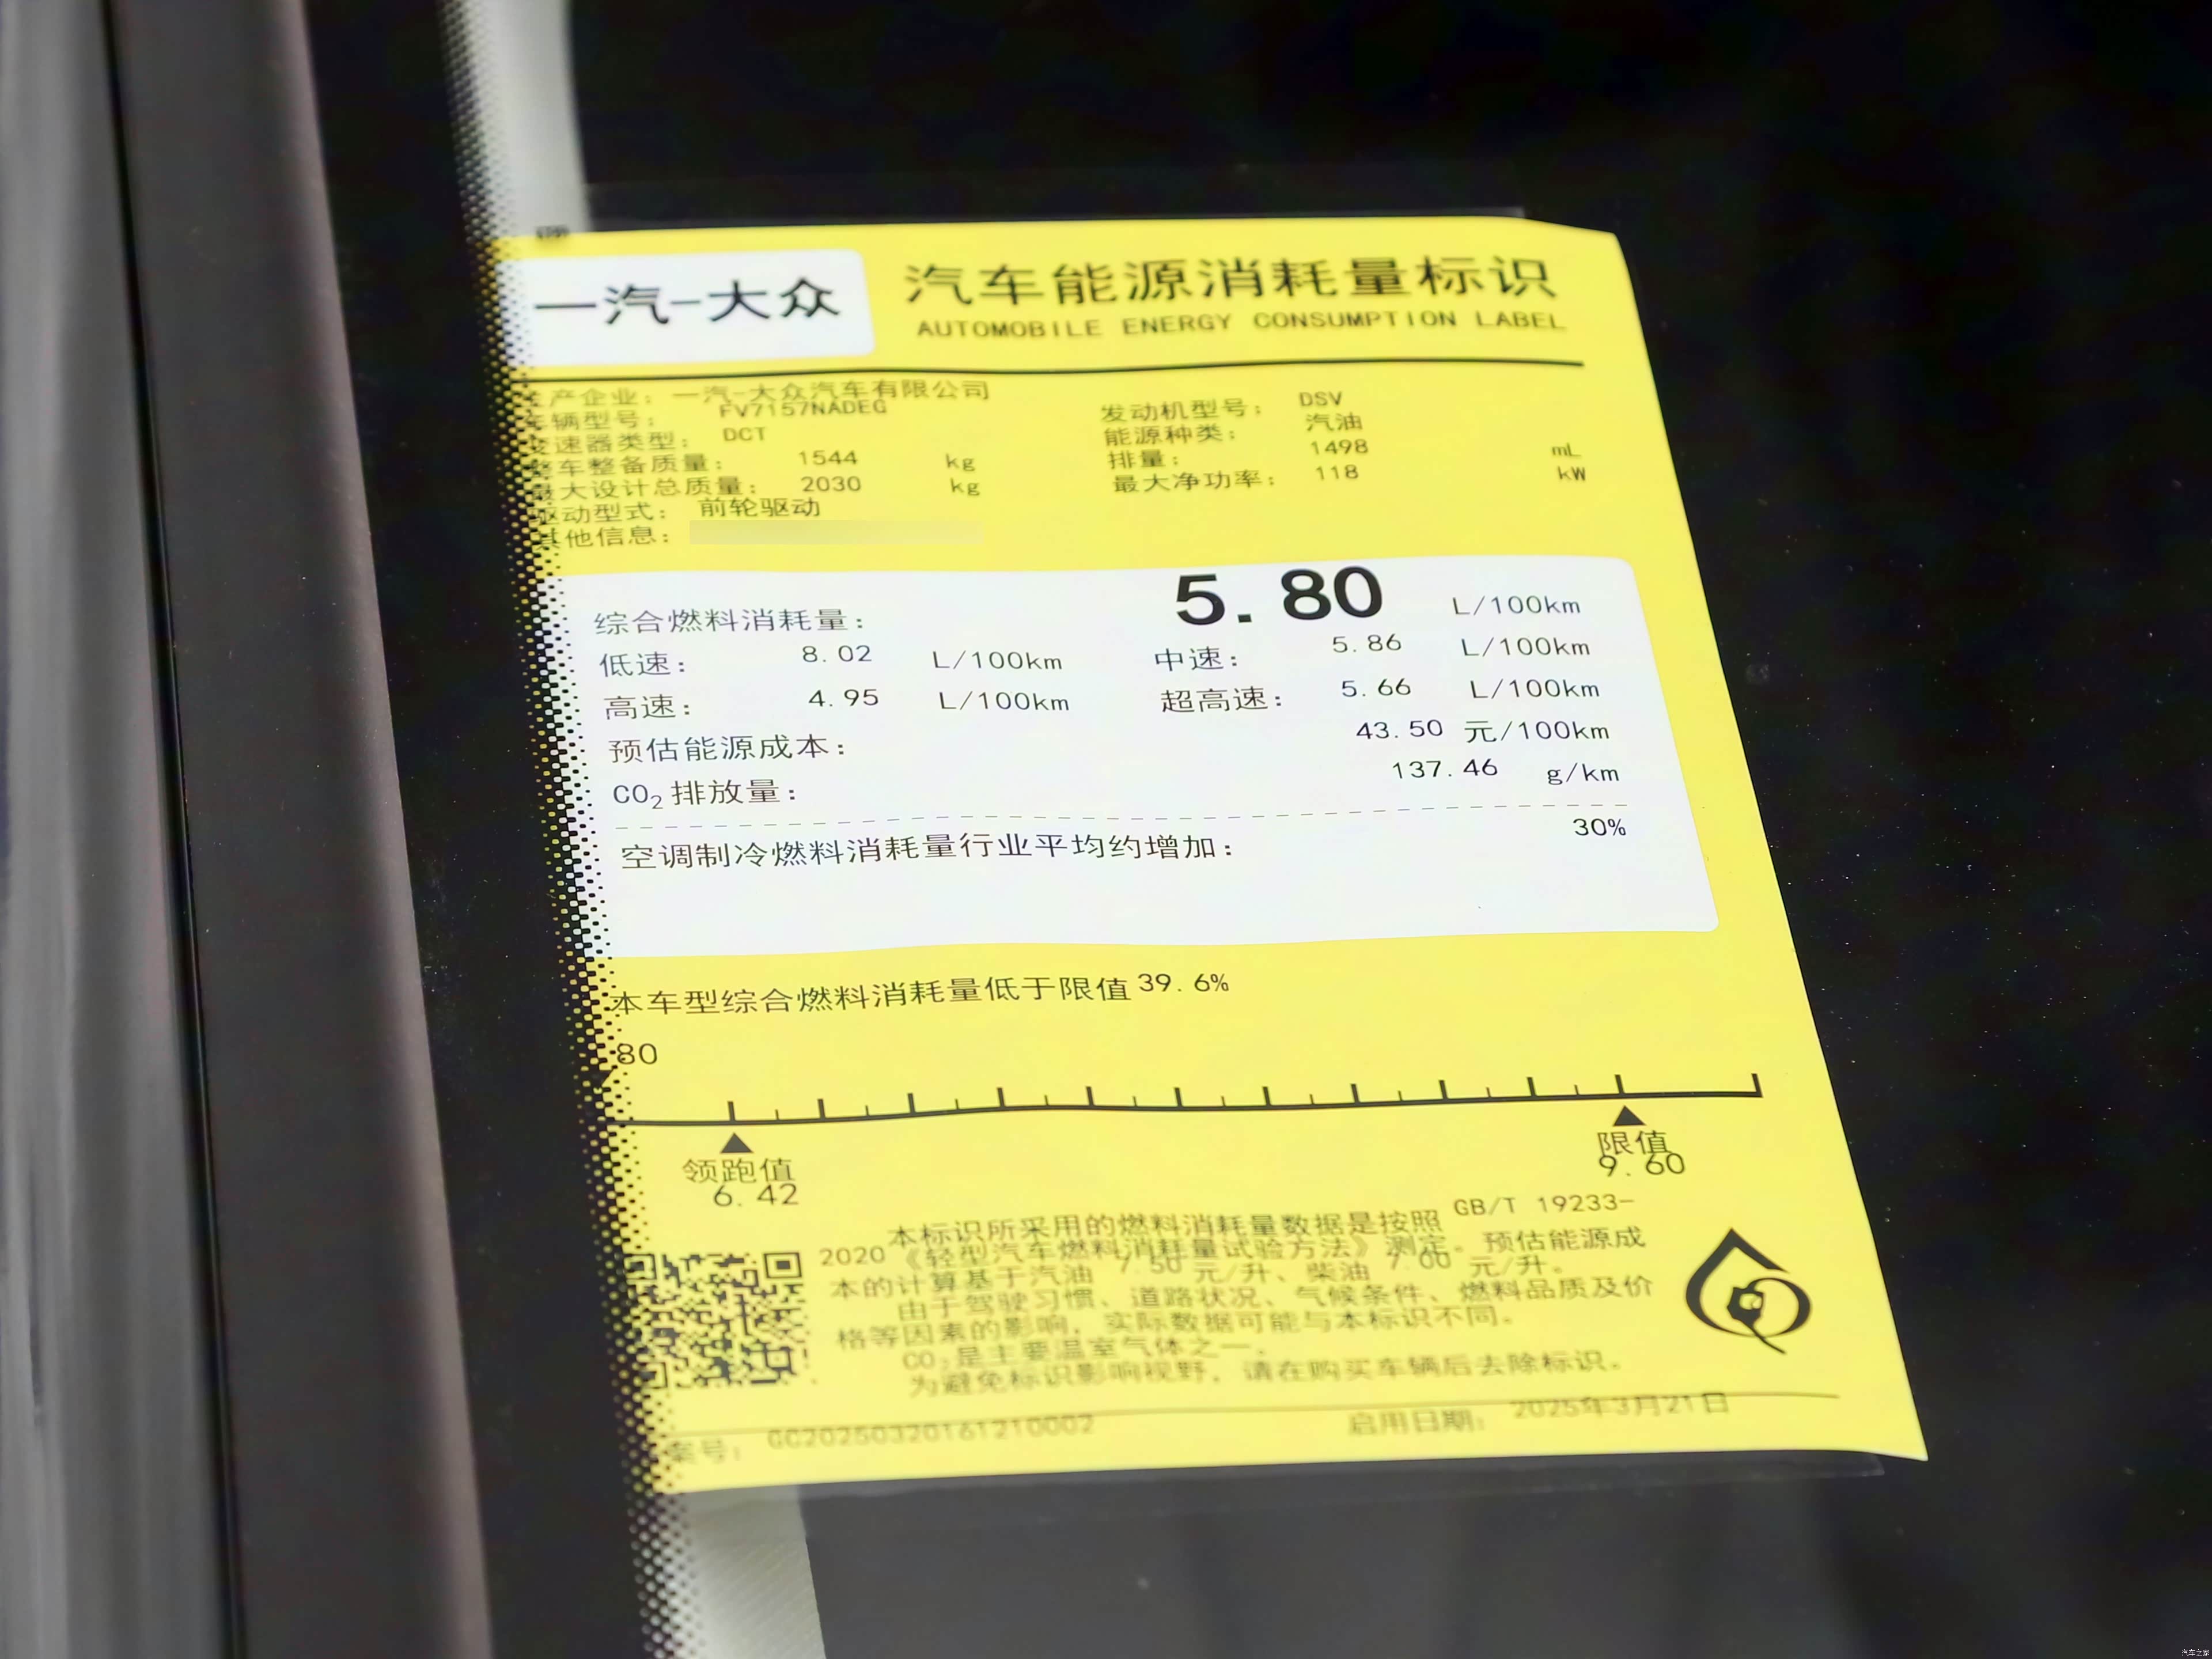 一汽-大众
汽车能源消耗量标识
AUTOMOBILE ENERGY CONSUMPTION LABEL
生产企业：一汽-大众汽车有限公司
车辆型号： FV7157NADEG
变速器类型： DCT
整车整备质量： 1544 kg
最大设计总质量： 2030 kg
驱动型式： 前轮驱动
其他信息：
发动机型号： DSV
能源种类： 汽油
排量： 1498 mL
最大净功率： 118 kW
综合燃料消耗量： 5.80 L/100km
低速： 8.02 L/100km 中速： 5.86 L/100km
高速： 4.95 L/100km 超高速： 5.66 L/100km
预估能源成本： 43.50 元/100km
CO₂排放量： 137.46 g/km
空调制冷燃料消耗量行业平均约增加： 30%
本车型综合燃料消耗量低于限值39.6%
80
领跑值
6.42
限值
9.60
本标识所采用的燃料消耗量数据是按照 GB/T 19233-
2020《轻型汽车燃料消耗量试验方法》测定。预估能源成
本的计算基于汽油 7.50 元/升、柴油 7.00 元/升。
由于驾驶习惯、道路状况、气候条件、燃料品质及价
格等因素的影响，实际数据可能与本标识不同。
CO₂是主要温室气体之一。
为避免标识影响视野，请在购买车辆后去除标识。
案号： GC20250320161210002 启用日期： 2025年3月21日
汽车之家